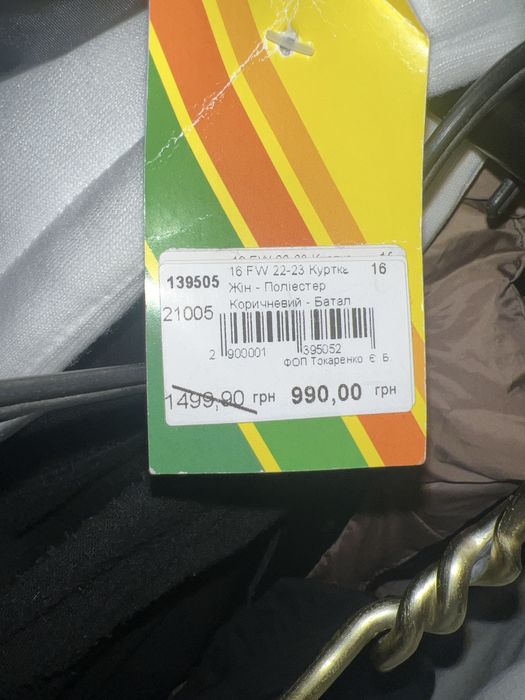 139505
16 FW 22-23 Куртка 16
Жін - Поліестер
21005
Коричневий - Батал
2 900001 395052
ФОП Токаренко Є Б
1499,90 грн 990,00 грн